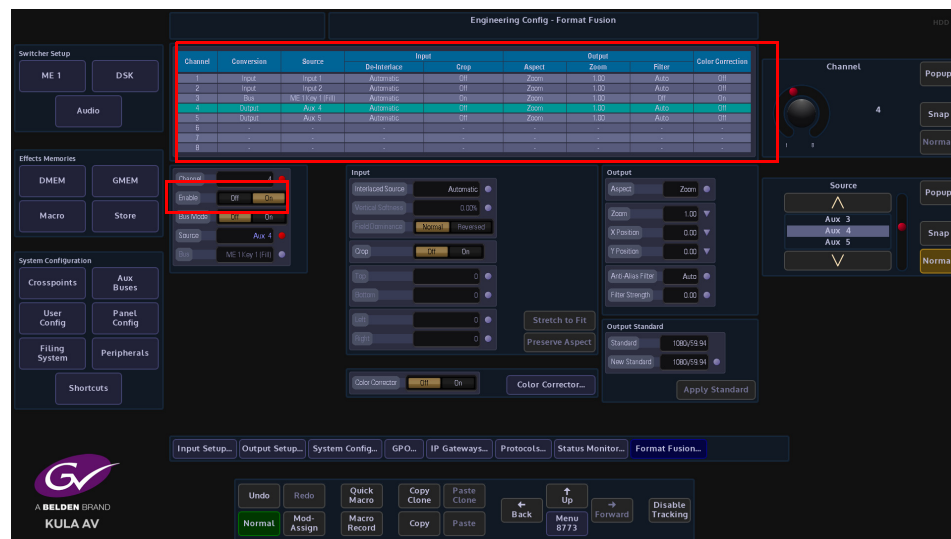 Engineering Config - Format Fusion
HDD
Switcher Setup
ME 1
DSK
Audio
Effects Memories
DMEM
GMEM
Macro
Store
System Configuration
Crosspoints
Aux Buses
User Config
Panel Config
Filing System
Peripherals
Shortcuts
Input
Output
Channel Conversion Source De-Interlace Crop Aspect Zoom Filter Color Correction
1 Input Input 1 Automatic Off Zoom 1.00 Auto Off
2 Input Input 2 Automatic Off Zoom 1.00 Auto Off
3 Bus ME 1 Key 1 (Fill) Automatic Off Zoom 1.00 Off On
4 Output Aux 4 Automatic Off Zoom 1.00 Auto Off
5 Output Aux 5 Automatic Off Zoom 1.00 Auto Off
6 - - - - - - - -
7 - - - - - - - -
8 - - - - - - - -
Channel 4
Enable Off On
Bus Mode Off On
Source Aux 4
Bus ME 1 Key 1 (Fill)
Input
Interlaced Source Automatic
Vertical Softness 0.00%
Field Dominance Normal Reversed
Crop Off On
Top 0
Bottom 0
Left 0
Right 0
Stretch to Fit
Preserve Aspect
Color Corrector Off On
Color Corrector...
Output
Aspect Zoom
Zoom 1.00
X Position 0.00
Y Position 0.00
Anti-Alias Filter Auto
Filter Strength 0.00
Output Standard
Standard 1080/59.94
New Standard 1080/59.94
Apply Standard
Channel
4
1 8
Popup
Snap
Normal
Source
Aux 3
Aux 4
Aux 5
Popup
Snap
Normal
Input Setup... Output Setup... System Config... GPO... IP Gateways... Protocols... Status Monitor... Format Fusion...
GV
A BELDEN BRAND
KULA AV
Undo
Redo
Quick Macro
Copy Clone
Paste Clone
Normal
Mod-Assign
Macro Record
Copy
Paste
Back
Up
Menu 8773
Forward
Disable Tracking